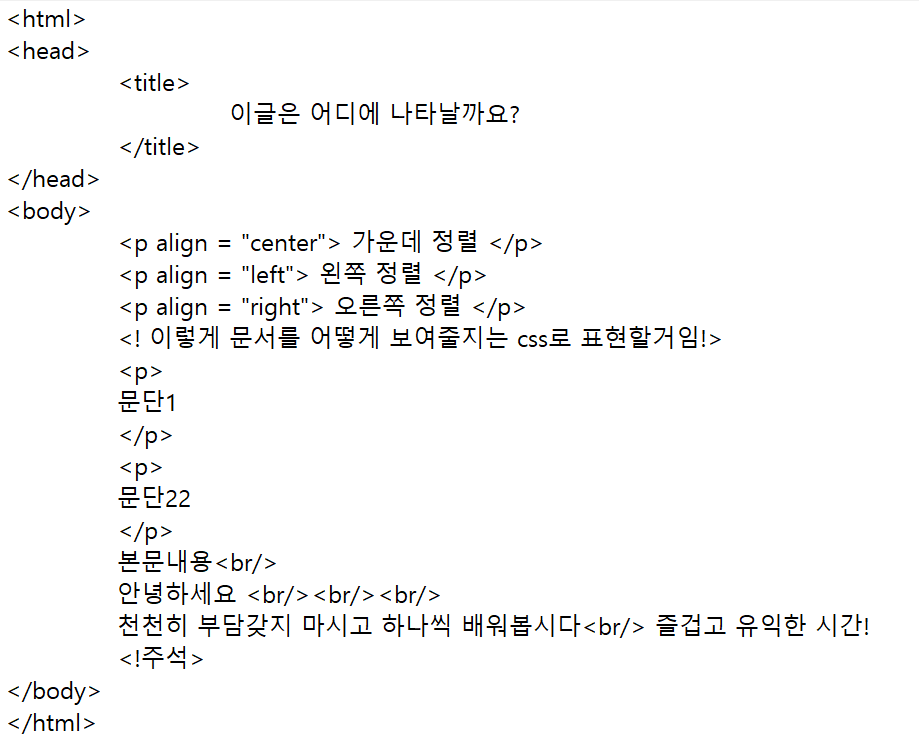 <html>
<head>
<title>
이글은 어디에 나타날까요?
</title>
</head>
<body>
<p align = "center"> 가운데 정렬 </p>
<p align = "left"> 왼쪽 정렬 </p>
<p align = "right"> 오른쪽 정렬 </p>
<! 이렇게 문서를 어떻게 보여줄지는 css로 표현할거임!>
<p>
문단1
</p>
<p>
문단22
</p>
본문내용<br/>
안녕하세요 <br/><br/><br/>
천천히 부담갖지 마시고 하나씩 배워봅시다<br/> 즐겁고 유익한 시간!
<!주석>
</body>
</html>